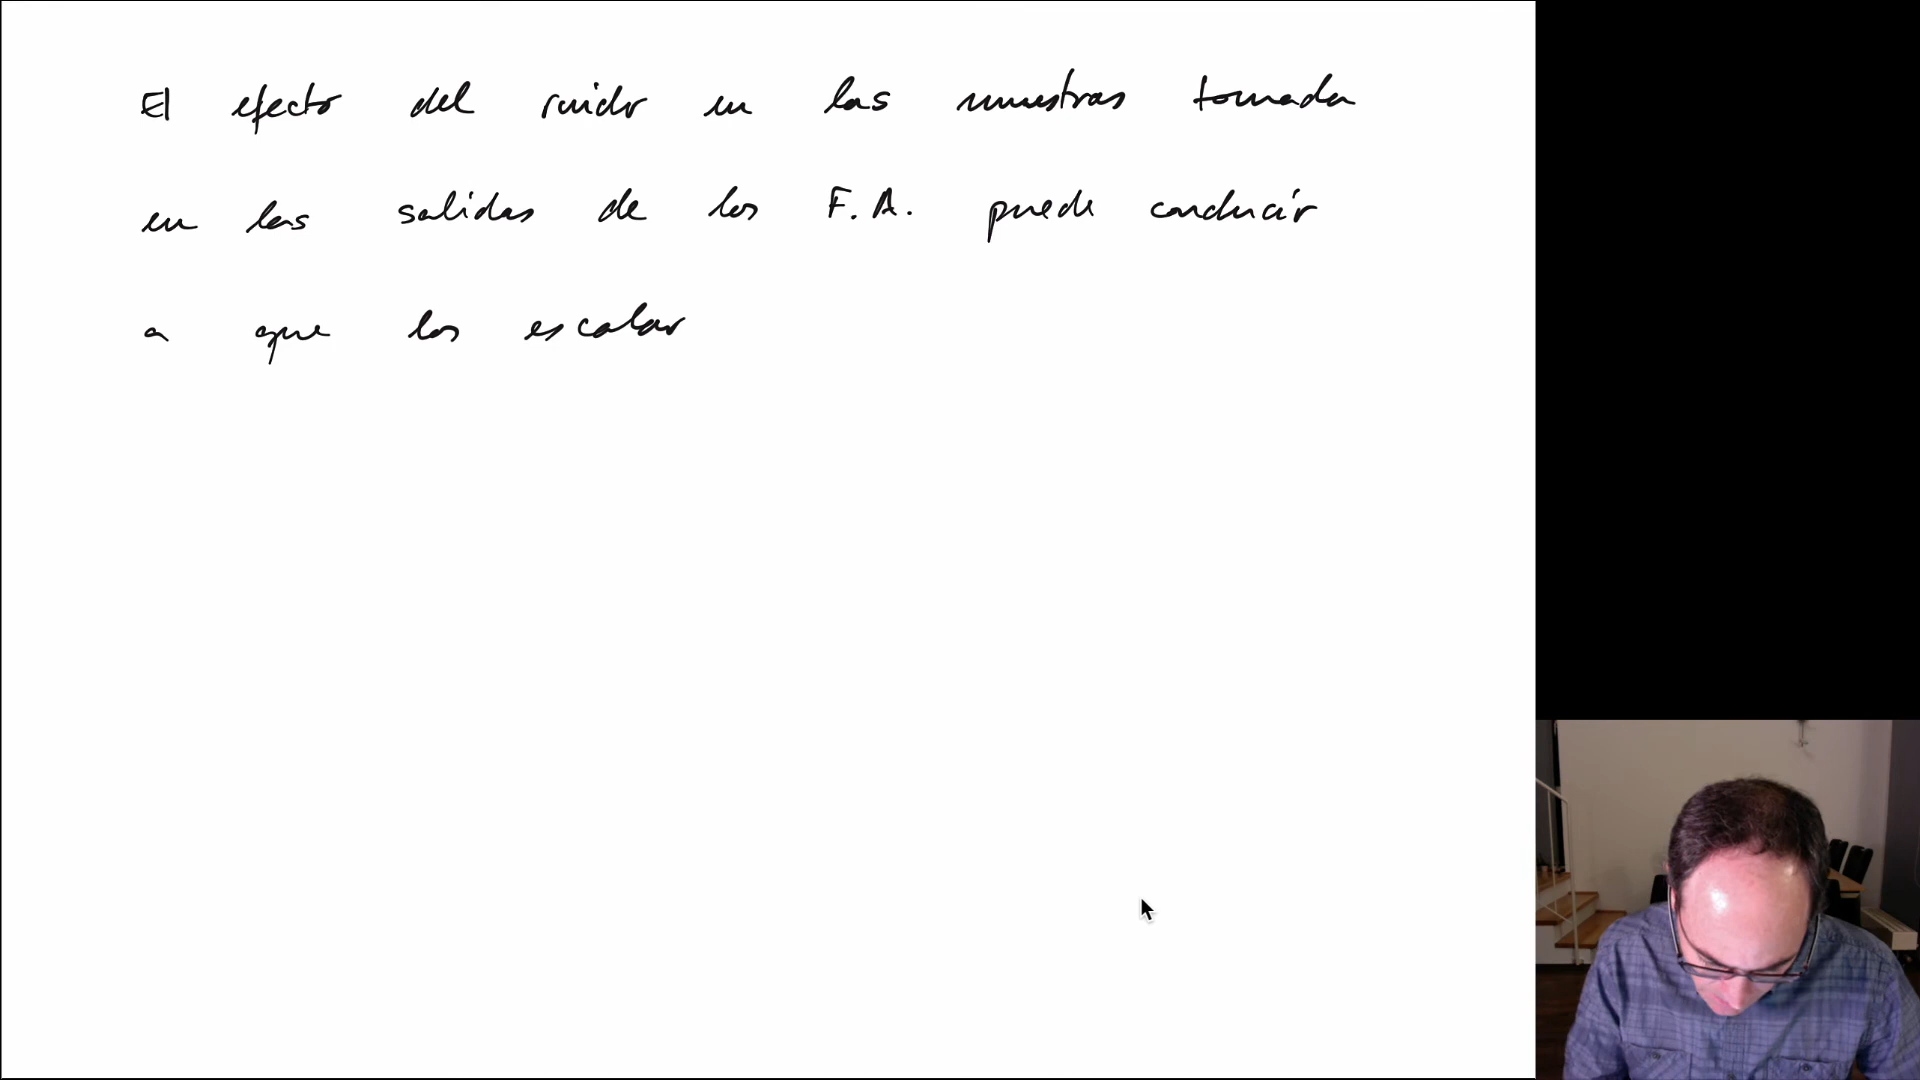 El efecto del ruido en las muestras tomada
en las salidas de los F.A. puede conducir
a que los escalar